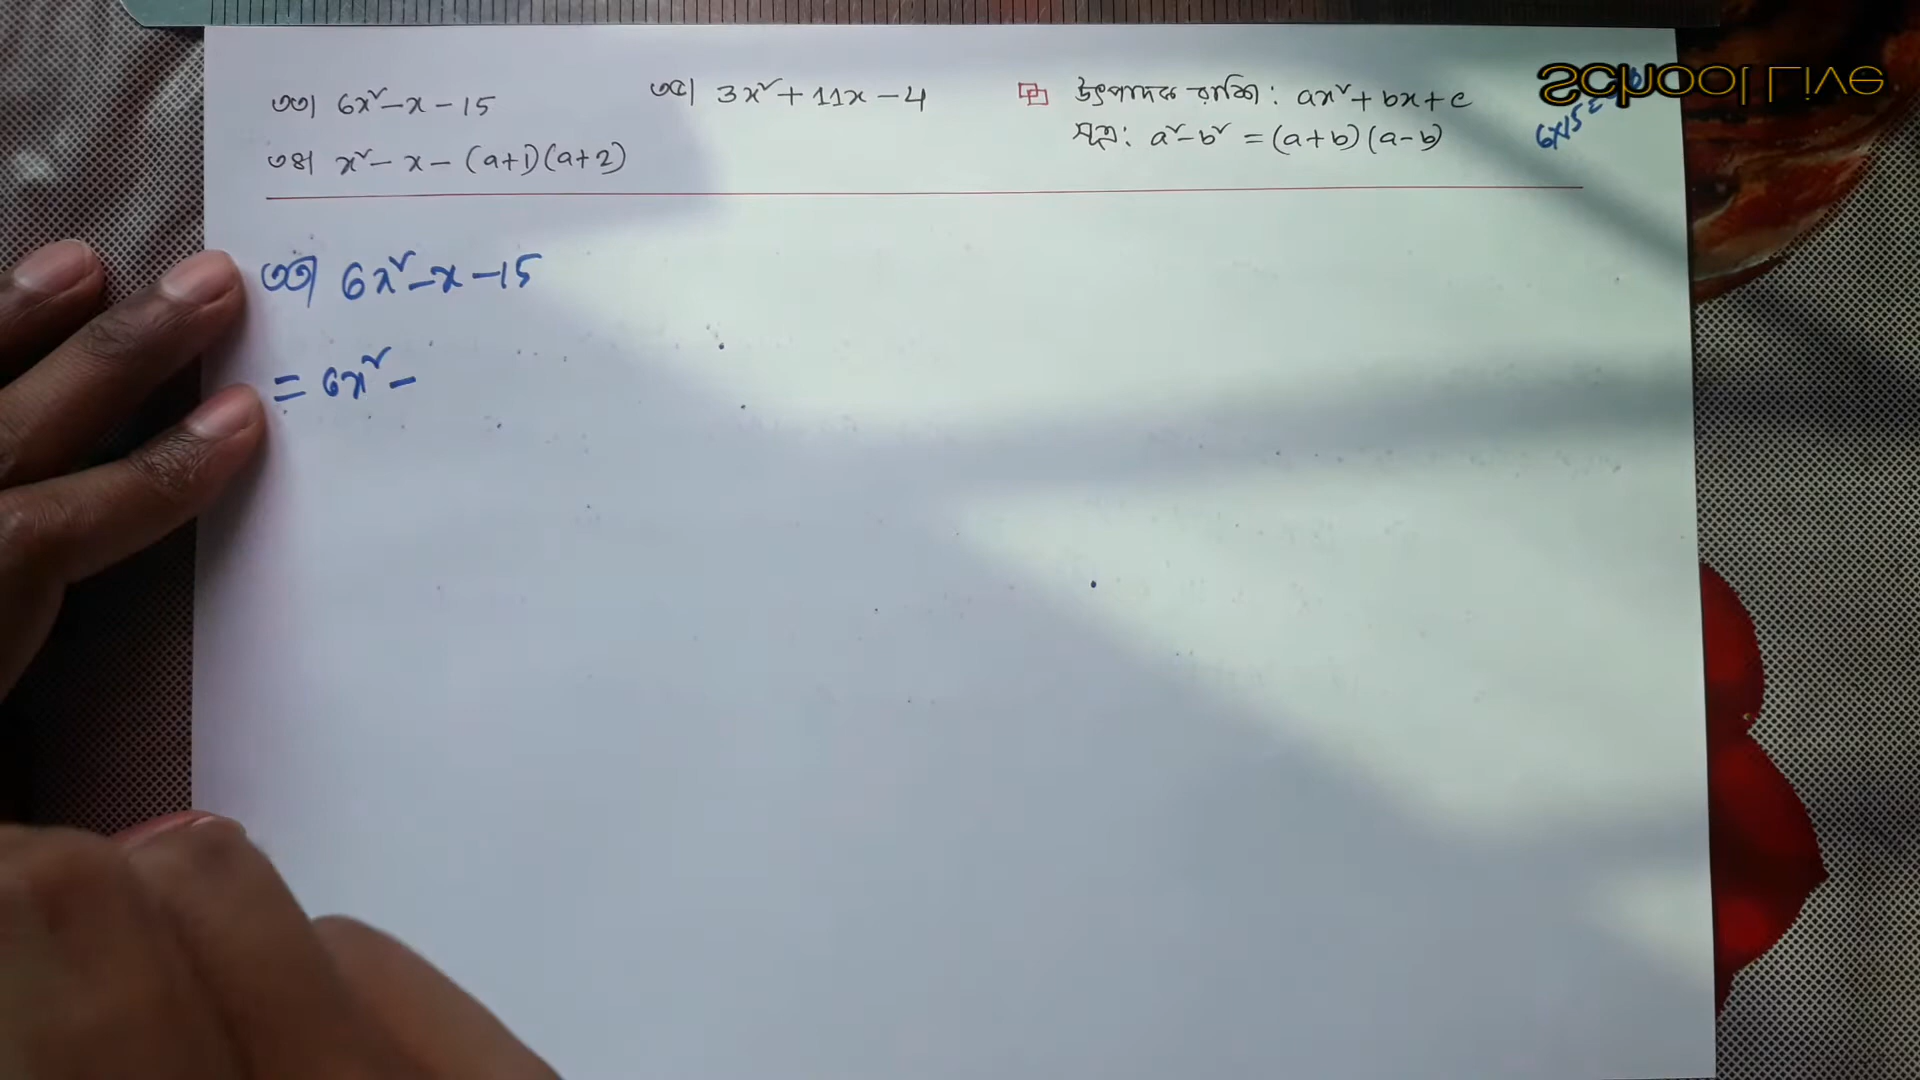 ৩৩| 6x² - x - 15
৩৪| x² - x - (a+1)(a+2)
৩৫| 3x² + 11x - 4
উৎপাদকে রাশি: ax² + bx + c
সূত্র: a² - b² = (a+b)(a-b)
6x15=
School Live
৩৩| 6x² - x - 15
= 6x² -